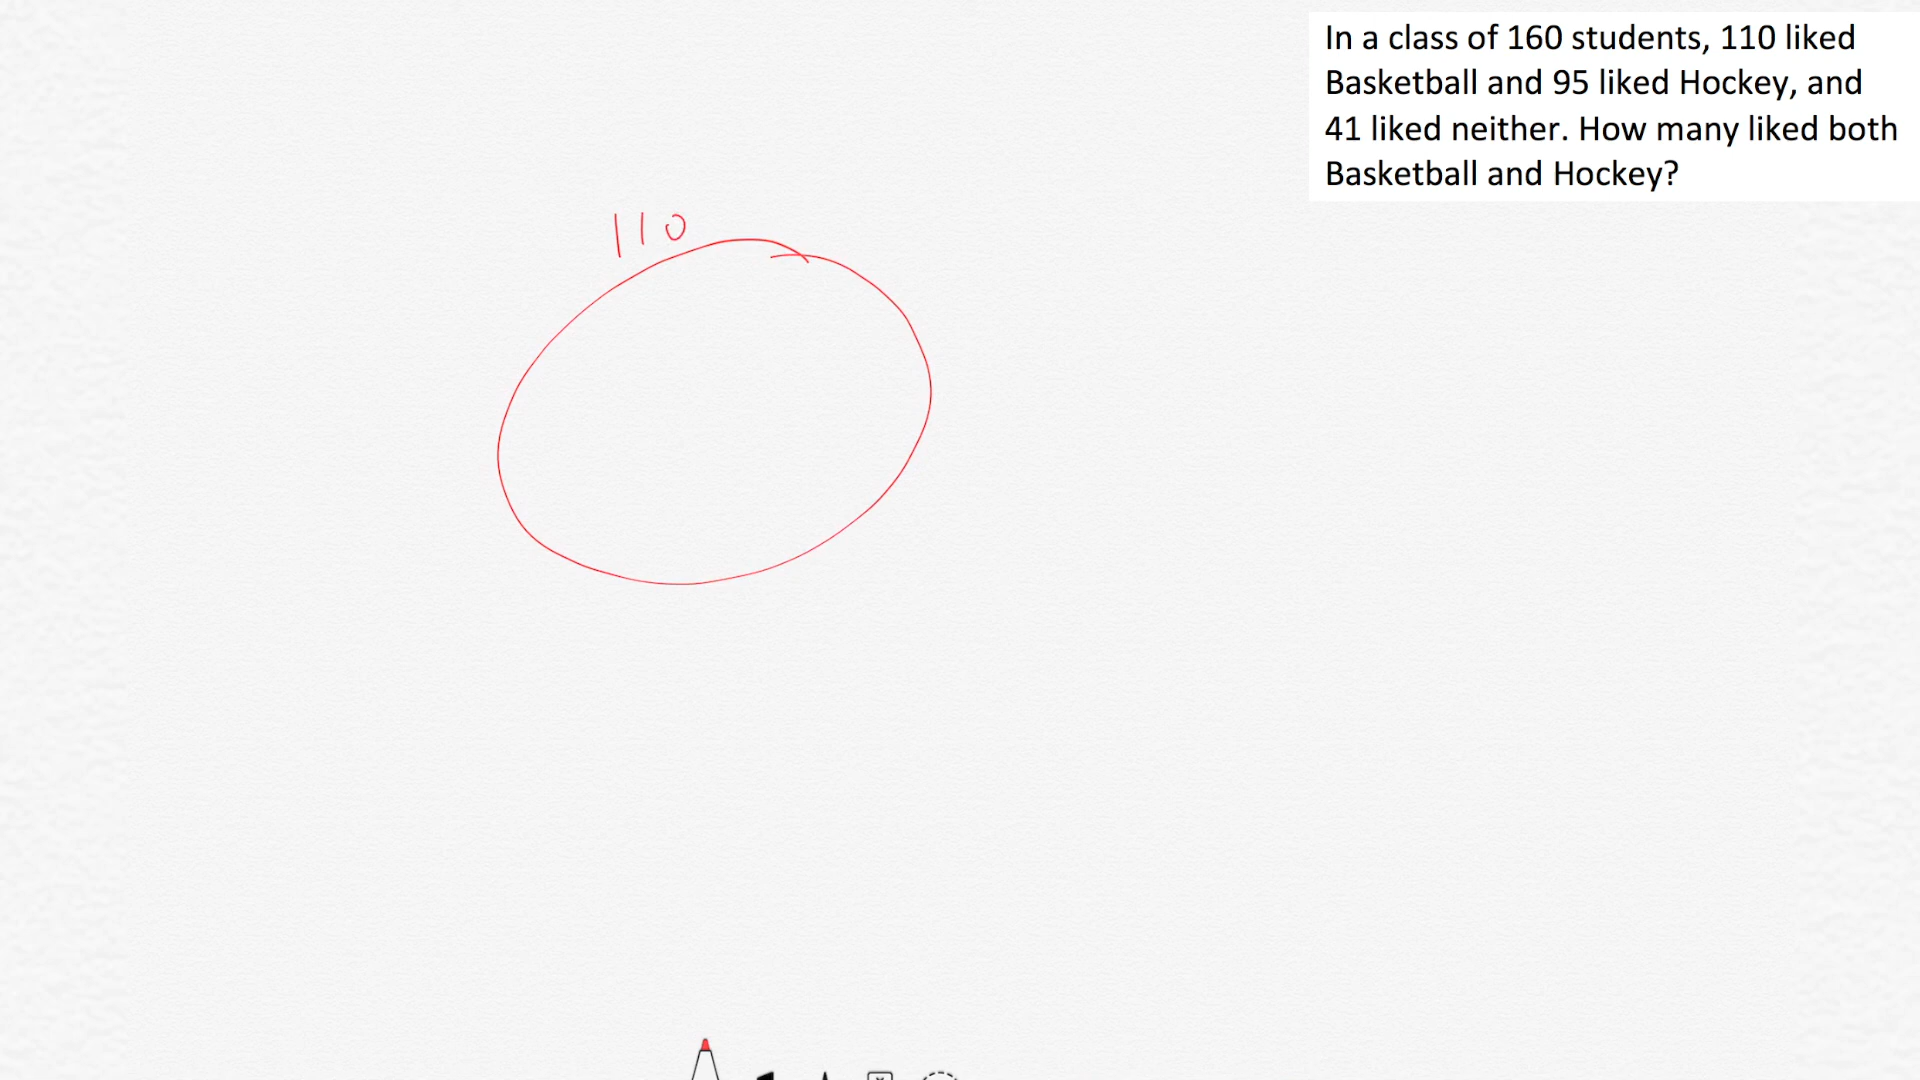 In a class of 160 students, 110 liked
Basketball and 95 liked Hockey, and
41 liked neither. How many liked both
Basketball and Hockey?
110